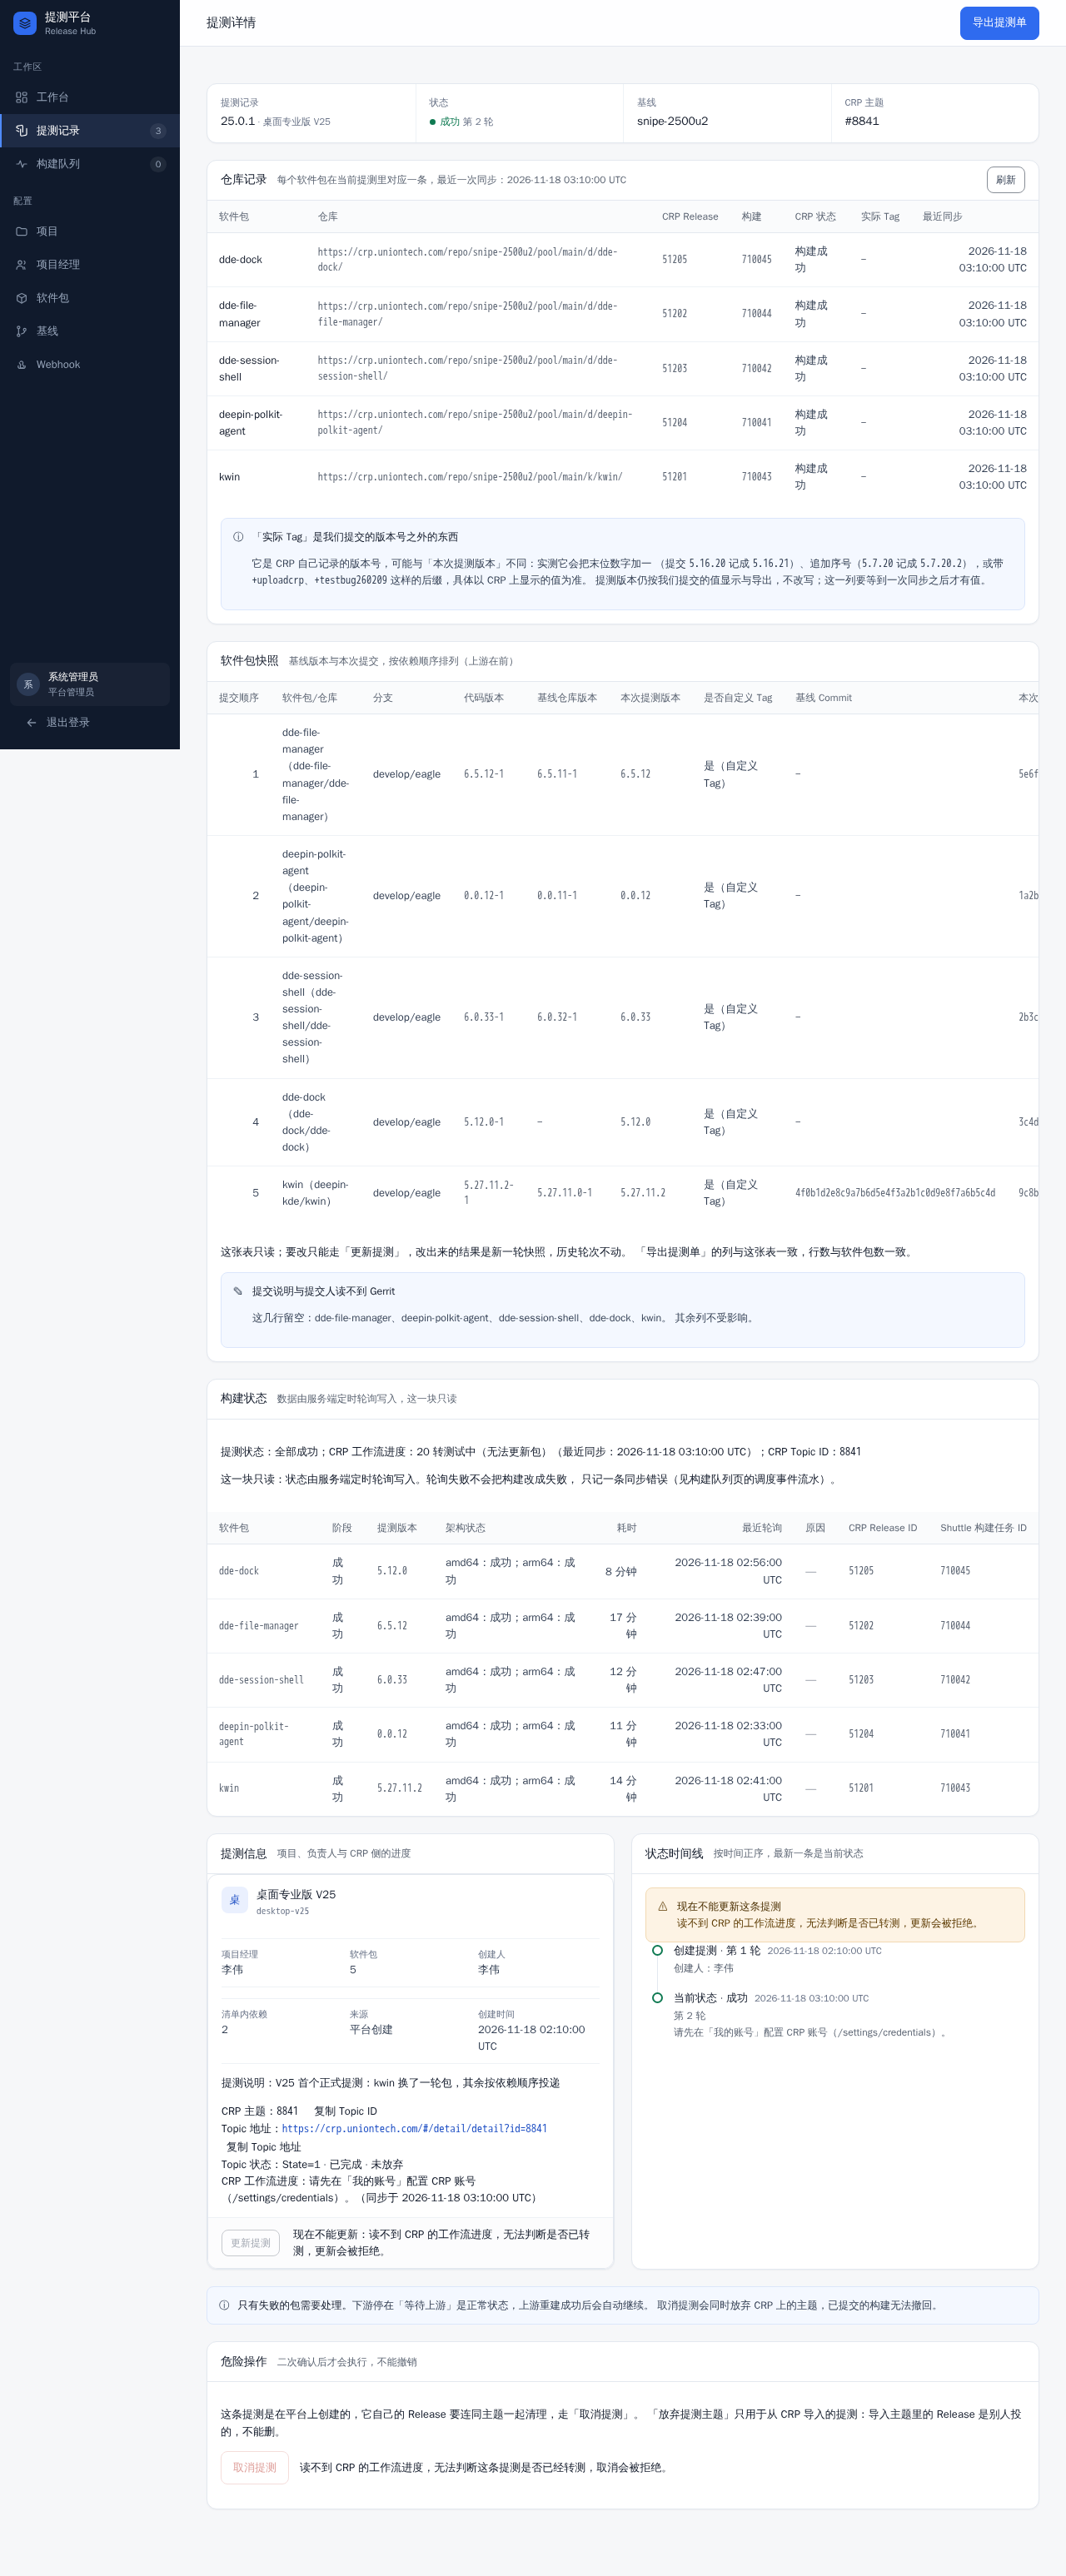 提测平台
Release Hub
工作区
工作台
提测记录 3
构建队列 0
配置
项目
项目经理
软件包
基线
Webhook
系
系统管理员
平台管理员
退出登录
提测详情
导出提测单
提测记录
25.0.1 · 桌面专业版 V25
状态
成功 第 2 轮
基线
snipe-2500u2
CRP 主题
#8841
仓库记录 每个软件包在当前提测里对应一条，最近一次同步：2026-11-18 03:10:00 UTC
刷新
软件包 仓库 CRP Release 构建 CRP 状态 实际 Tag 最近同步
dde-dock https://crp.uniontech.com/repo/snipe-2500u2/pool/main/d/dde-dock/ 51205 710045 构建成功 — 2026-11-18 03:10:00 UTC
dde-file-manager https://crp.uniontech.com/repo/snipe-2500u2/pool/main/d/dde-file-manager/ 51202 710044 构建成功 — 2026-11-18 03:10:00 UTC
dde-session-shell https://crp.uniontech.com/repo/snipe-2500u2/pool/main/d/dde-session-shell/ 51203 710042 构建成功 — 2026-11-18 03:10:00 UTC
deepin-polkit-agent https://crp.uniontech.com/repo/snipe-2500u2/pool/main/d/deepin-polkit-agent/ 51204 710041 构建成功 — 2026-11-18 03:10:00 UTC
kwin https://crp.uniontech.com/repo/snipe-2500u2/pool/main/k/kwin/ 51201 710043 构建成功 — 2026-11-18 03:10:00 UTC
「实际 Tag」是我们提交的版本号之外的东西
它是 CRP 自己记录的版本号，可能与「本次提测版本」不同：实测它会把末位数字加一 （提交 5.16.20 记成 5.16.21）、追加序号（5.7.20 记成 5.7.20.2），或带
+uploadcrp、+testbug260209 这样的后缀，具体以 CRP 上显示的值为准。 提测版本仍按我们提交的值显示与导出，不改写；这一列要等到一次同步之后才有值。
软件包快照 基线版本与本次提交，按依赖顺序排列（上游在前）
提交顺序 软件包/仓库 分支 代码版本 基线仓库版本 本次提测版本 是否自定义 Tag 基线 Commit 本次
1 dde-file-manager（dde-file-manager/dde-file-manager） develop/eagle 6.5.12-1 6.5.11-1 6.5.12 是（自定义 Tag） — 5e6f
2 deepin-polkit-agent（deepin-polkit-agent/deepin-polkit-agent） develop/eagle 0.0.12-1 0.0.11-1 0.0.12 是（自定义 Tag） — 1a2b
3 dde-session-shell（dde-session-shell/dde-session-shell） develop/eagle 6.0.33-1 6.0.32-1 6.0.33 是（自定义 Tag） — 2b3c
4 dde-dock（dde-dock/dde-dock） develop/eagle 5.12.0-1 — 5.12.0 是（自定义 Tag） — 3c4d
5 kwin（deepin-kde/kwin） develop/eagle 5.27.11.2-1 5.27.11.0-1 5.27.11.2 是（自定义 Tag） 4f0b1d2e8c9a7b6d5e4f3a2b1c0d9e8f7a6b5c4d 9c8b
这张表只读；要改只能走「更新提测」，改出来的结果是新一轮快照，历史轮次不动。 「导出提测单」的列与这张表一致，行数与软件包数一致。
提交说明与提交人读不到 Gerrit
这几行留空：dde-file-manager、deepin-polkit-agent、dde-session-shell、dde-dock、kwin。 其余列不受影响。
构建状态 数据由服务端定时轮询写入，这一块只读
提测状态：全部成功；CRP 工作流进度：20 转测试中（无法更新包）（最近同步：2026-11-18 03:10:00 UTC）；CRP Topic ID：8841
这一块只读：状态由服务端定时轮询写入。轮询失败不会把构建改成失败， 只记一条同步错误（见构建队列页的调度事件流水）。
软件包 阶段 提测版本 架构状态 耗时 最近轮询 原因 CRP Release ID Shuttle 构建任务 ID
dde-dock 成功 5.12.0 amd64：成功；arm64：成功 8 分钟 2026-11-18 02:56:00 UTC — 51205 710045
dde-file-manager 成功 6.5.12 amd64：成功；arm64：成功 17 分钟 2026-11-18 02:39:00 UTC — 51202 710044
dde-session-shell 成功 6.0.33 amd64：成功；arm64：成功 12 分钟 2026-11-18 02:47:00 UTC — 51203 710042
deepin-polkit-agent 成功 0.0.12 amd64：成功；arm64：成功 11 分钟 2026-11-18 02:33:00 UTC — 51204 710041
kwin 成功 5.27.11.2 amd64：成功；arm64：成功 14 分钟 2026-11-18 02:41:00 UTC — 51201 710043
提测信息 项目、负责人与 CRP 侧的进度
桌
桌面专业版 V25
desktop-v25
项目经理 软件包 创建人
李伟 5 李伟
清单内依赖 来源 创建时间
2 平台创建 2026-11-18 02:10:00 UTC
提测说明：V25 首个正式提测：kwin 换了一轮包，其余按依赖顺序投递
CRP 主题：8841 复制 Topic ID
Topic 地址：https://crp.uniontech.com/#/detail/detail?id=8841
复制 Topic 地址
Topic 状态：State=1 · 已完成 · 未放弃
CRP 工作流进度：请先在「我的账号」配置 CRP 账号
（/settings/credentials）。（同步于 2026-11-18 03:10:00 UTC）
更新提测
现在不能更新：读不到 CRP 的工作流进度，无法判断是否已转
测，更新会被拒绝。
状态时间线 按时间正序，最新一条是当前状态
现在不能更新这条提测
读不到 CRP 的工作流进度，无法判断是否已转测，更新会被拒绝。
创建提测 · 第 1 轮 2026-11-18 02:10:00 UTC
创建人：李伟
当前状态 · 成功 2026-11-18 03:10:00 UTC
第 2 轮
请先在「我的账号」配置 CRP 账号（/settings/credentials）。
只有失败的包需要处理。下游停在「等待上游」是正常状态，上游重建成功后会自动继续。 取消提测会同时放弃 CRP 上的主题，已提交的构建无法撤回。
危险操作 二次确认后才会执行，不能撤销
这条提测是在平台上创建的，它自己的 Release 要连同主题一起清理，走「取消提测」。 「放弃提测主题」只用于从 CRP 导入的提测：导入主题里的 Release 是别人投
的，不能删。
取消提测
读不到 CRP 的工作流进度，无法判断这条提测是否已经转测，取消会被拒绝。